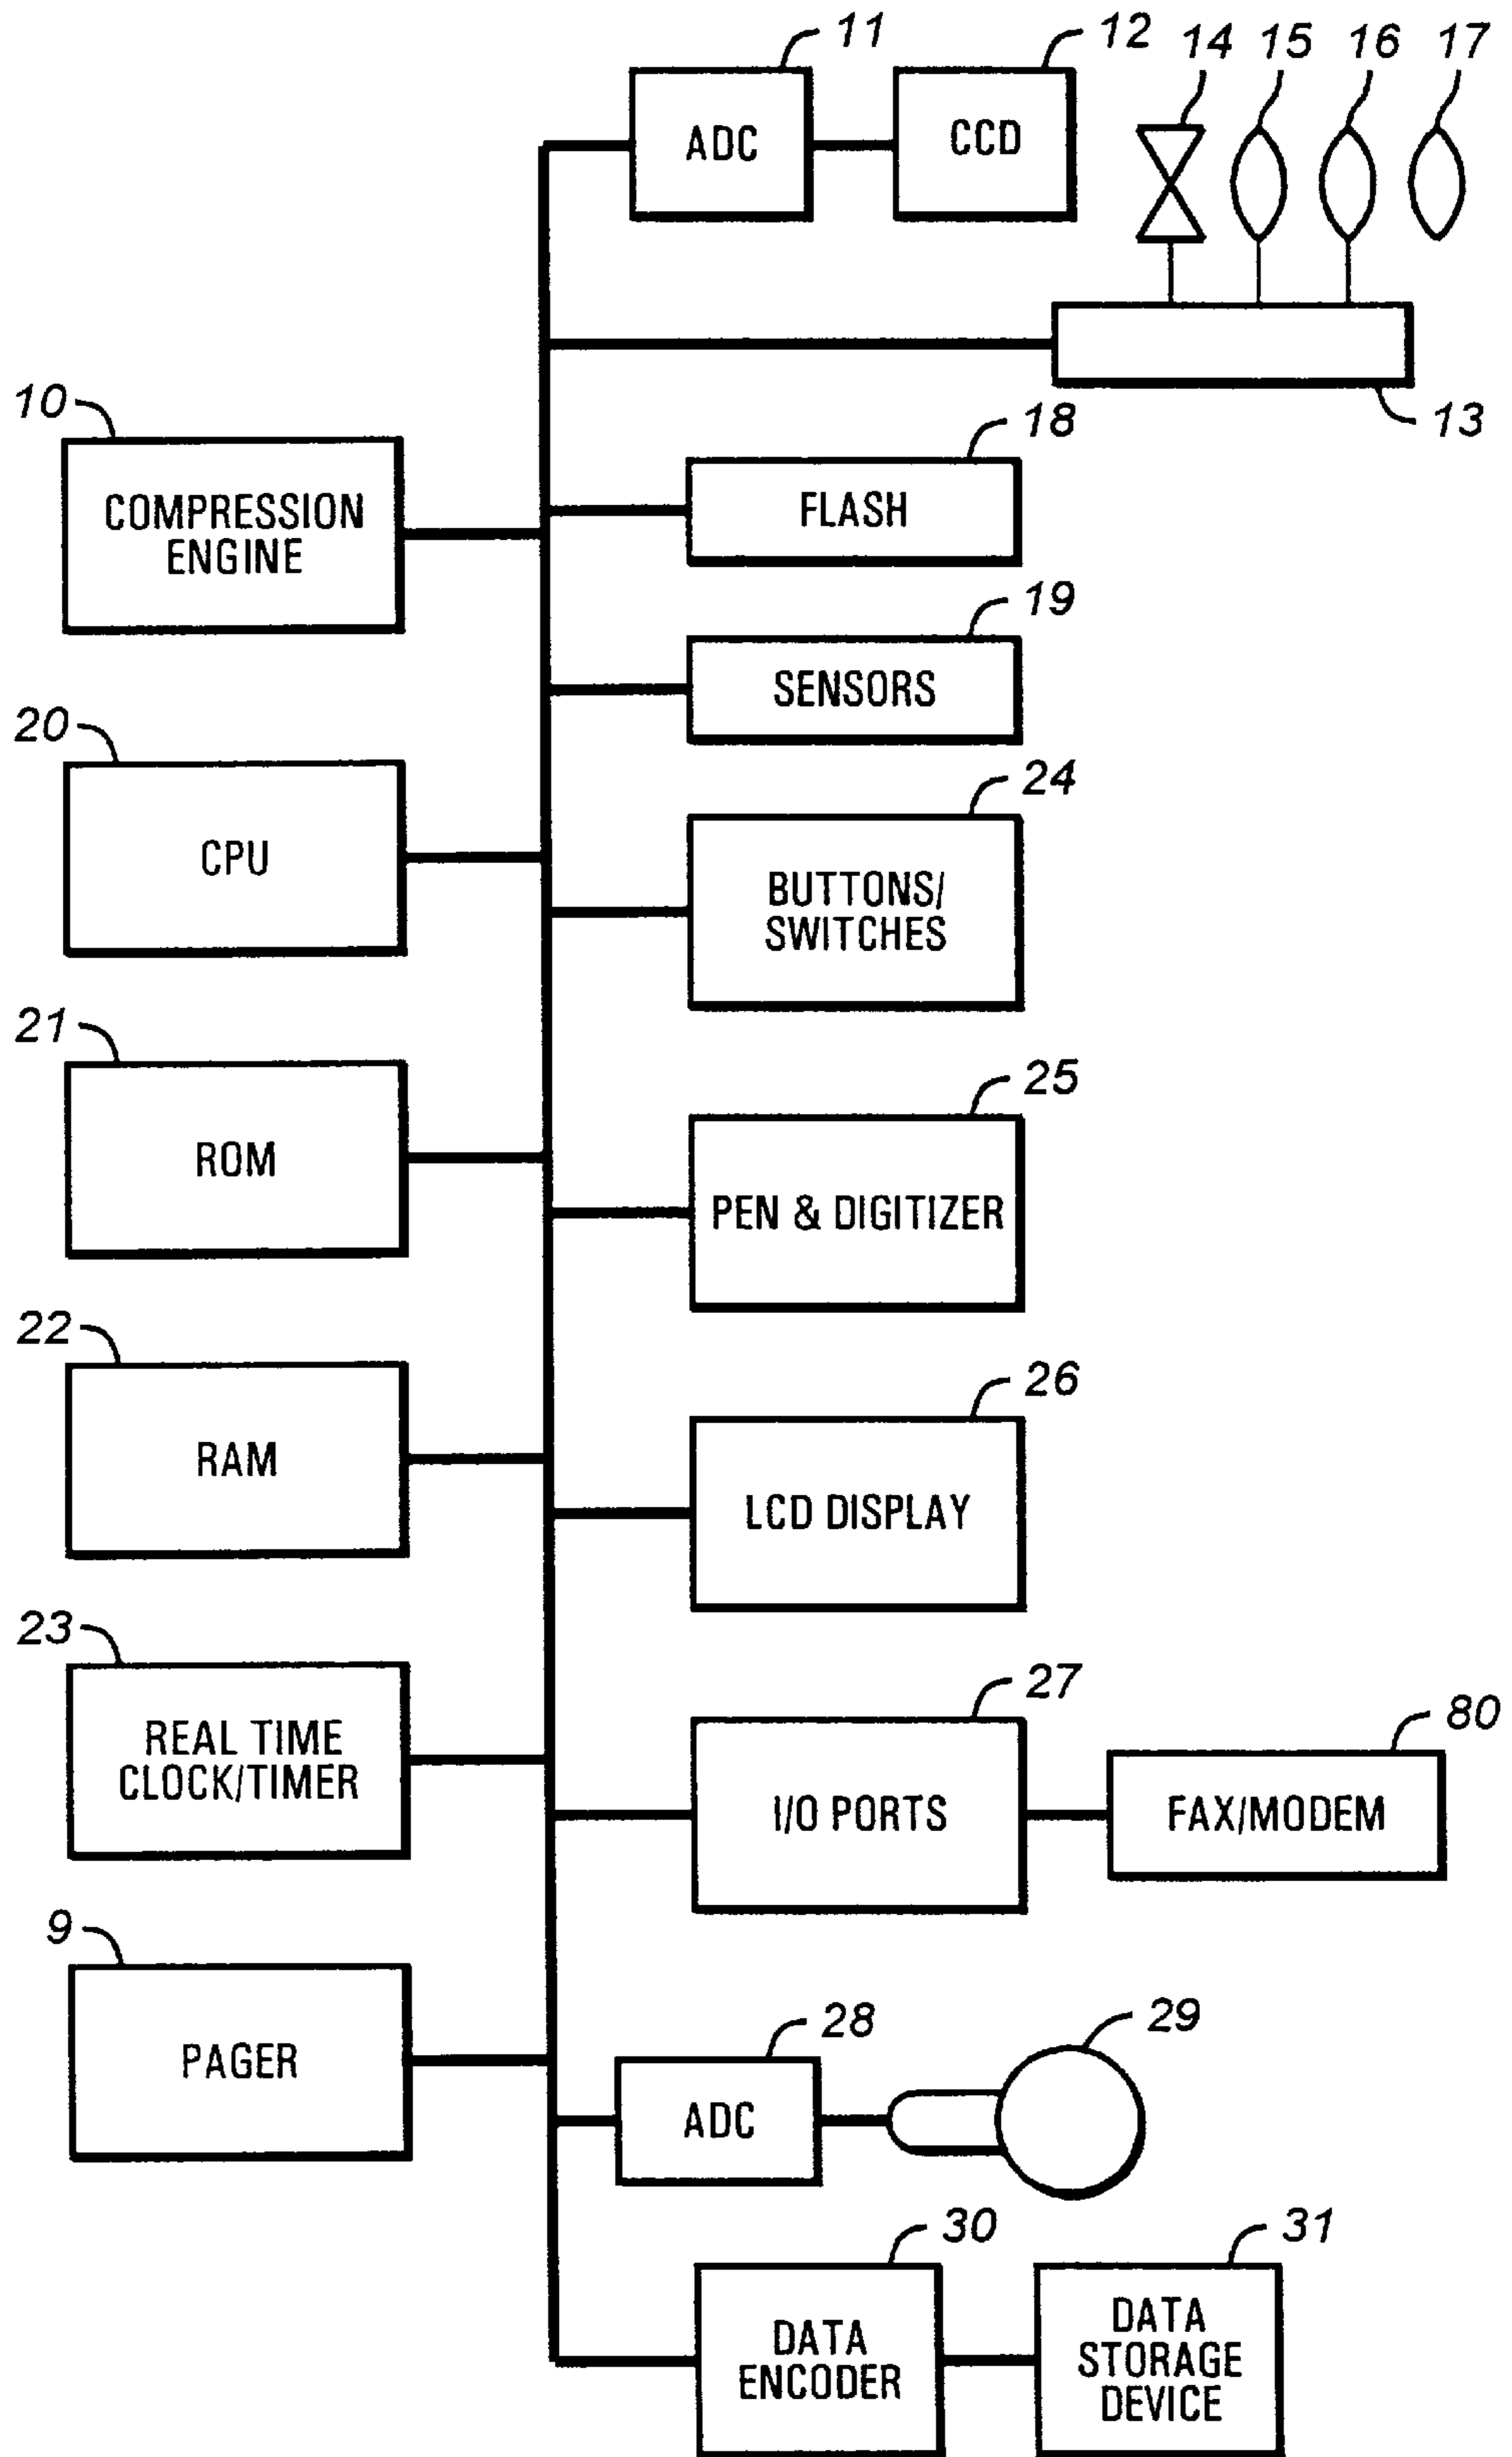 11
12
14
15
16
17
ADC
CCD
13
10
COMPRESSION
ENGINE
18
FLASH
19
SENSORS
20
CPU
24
BUTTONS/
SWITCHES
21
ROM
25
PEN & DIGITIZER
22
RAM
26
LCD DISPLAY
23
REAL TIME
CLOCK/TIMER
27
I/O PORTS
80
FAX/MODEM
9
PAGER
28
ADC
29
30
DATA
ENCODER
31
DATA
STORAGE
DEVICE